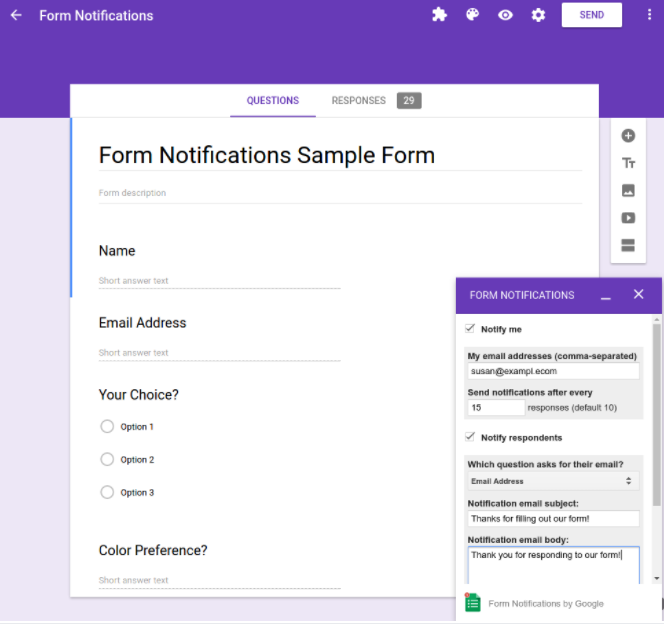 Form Notifications
SEND
QUESTIONS
RESPONSES 29
Form Notifications Sample Form
Form description
Name
Short answer text
Email Address
Short answer text
Your Choice?
Option 1
Option 2
Option 3
Color Preference?
Short answer text
Tт
FORM NOTIFICATIONS
Notify me
My email addresses (comma-separated)
susan@exampl.ecom
Send notifications after every
15 responses (default 10)
Notify respondents
Which question asks for their email?
Email Address
Notification email subject:
Thanks for filling out our form!
Notification email body:
Thank you for responding to our form!
Form Notifications by Google